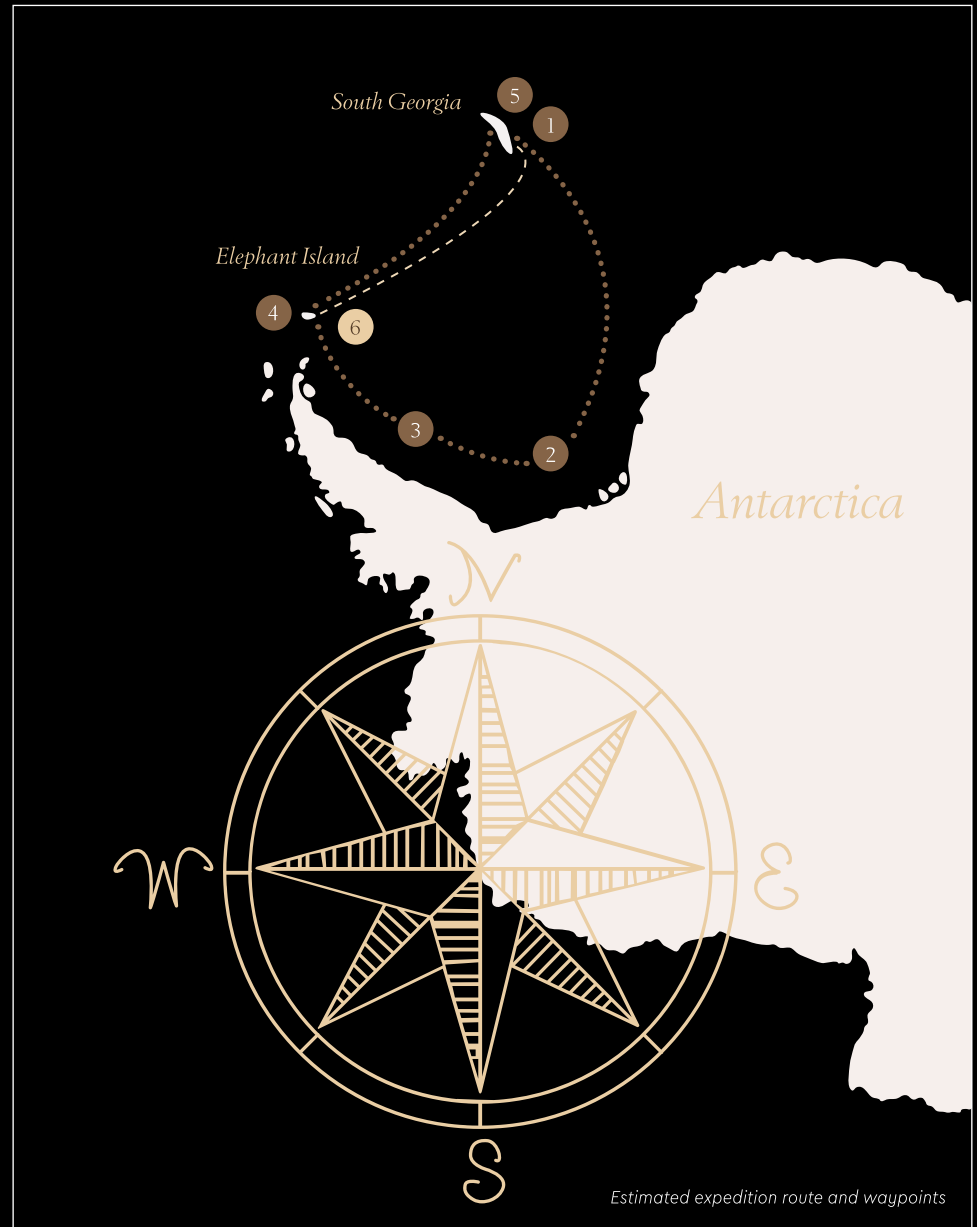 5
South Georgia
1
Elephant Island
4
6
3
2
Antarctica
N
W
E
S
Estimated expedition route and waypoints